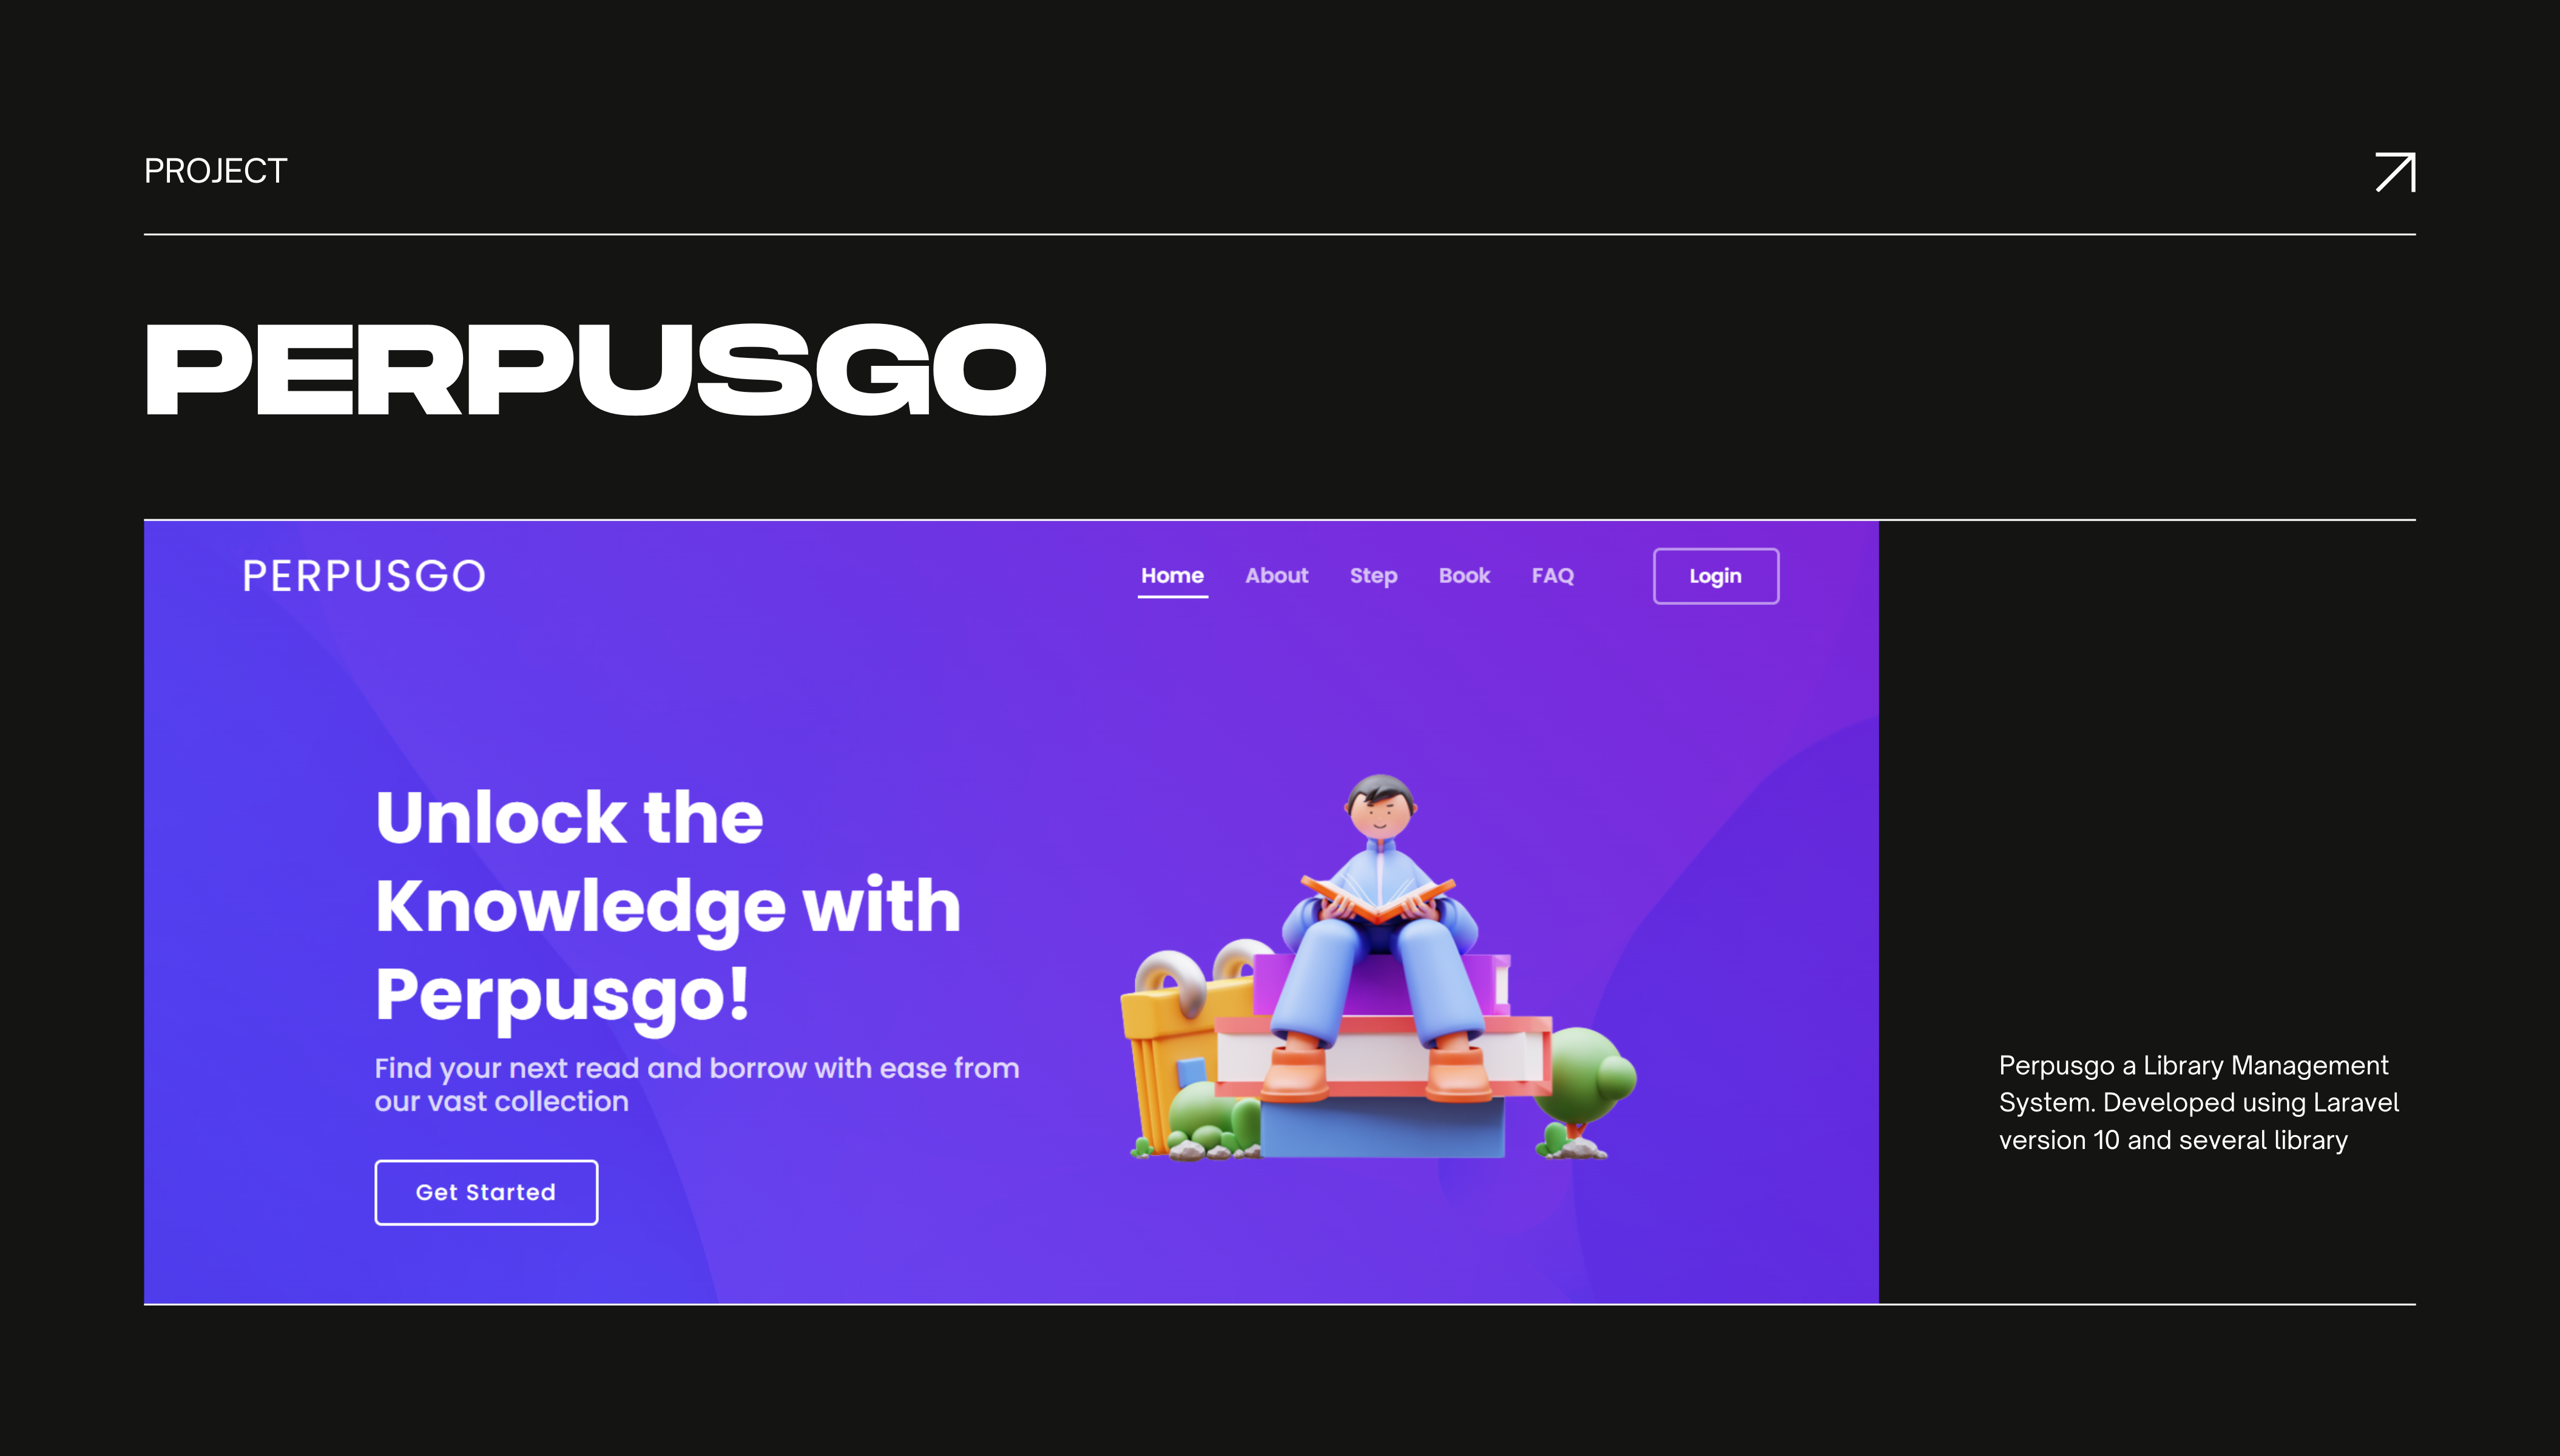 PROJECT
PERPUSGO
PERPUSGO
Home About Step Book FAQ Login
Unlock the
Knowledge with
Perpusgo!
Find your next read and borrow with ease from
our vast collection
Get Started
Perpusgo a Library Management
System. Developed using Laravel
version 10 and several library